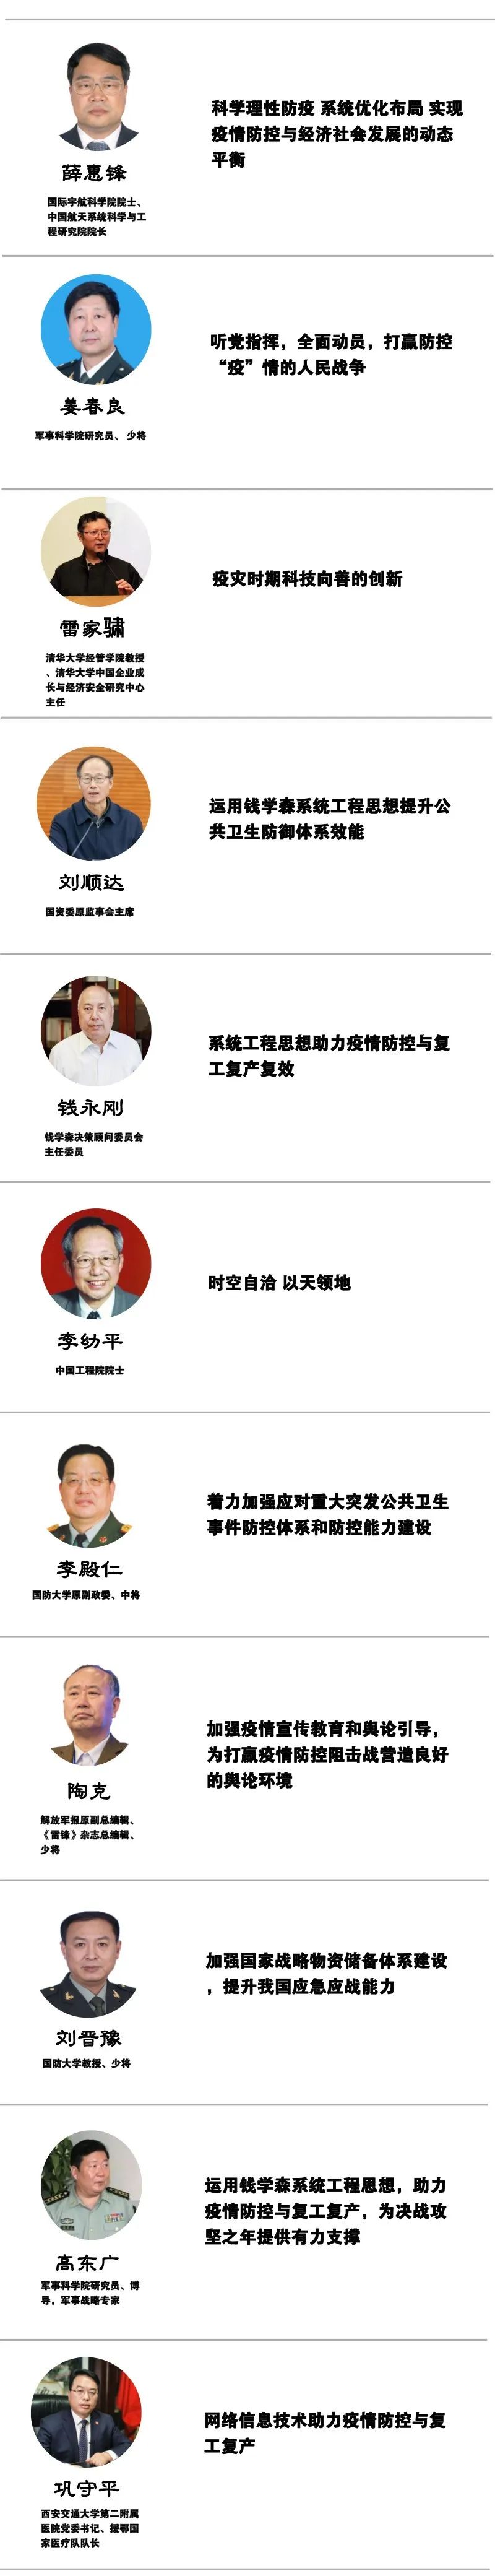 科学理性防疫 系统优化布局 实现
疫情防控与经济社会发展的动态
平衡
薛惠锋
国际宇航科学院院士、
中国航天系统科学与工
程研究院院长
听党指挥，全面动员，打赢防控
“疫”情的人民战争
姜春良
军事科学院研究员、 少将
疫灾时期科技向善的创新
雷家骕
清华大学经管学院教授
、清华大学中国企业成
长与经济安全研究中心
主任
运用钱学森系统工程思想提升公
共卫生防御体系效能
刘顺达
国资委原监事会主席
系统工程思想助力疫情防控与复
工复产复效
钱永刚
钱学森决策顾问委员会
主任委员
时空自洽 以天领地
李幼平
中国工程院院士
着力加强应对重大突发公共卫生
事件防控体系和防控能力建设
李殿仁
国防大学原副政委、中将
加强疫情宣传教育和舆论引导，
为打赢疫情防控阻击战营造良好
的舆论环境
陶克
解放军报原副总编辑、
《雷锋》杂志总编辑、
少将
加强国家战略物资储备体系建设
，提升我国应急应战能力
刘晋豫
国防大学教授、少将
运用钱学森系统工程思想，助力
疫情防控与复工复产，为决战攻
坚之年提供有力支撑
高东广
军事科学院研究员、博
导，军事战略专家
网络信息技术助力疫情防控与复
工复产
巩守平
西安交通大学第二附属
医院党委书记、援鄂国
家医疗队队长